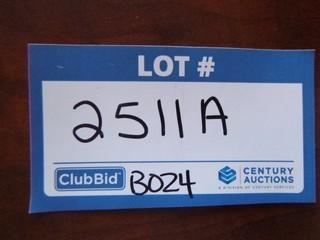 LOT #
2511A
ClubBid B024 CENTURY AUCTIONS
A DIVISION OF CENTURY SERVICES